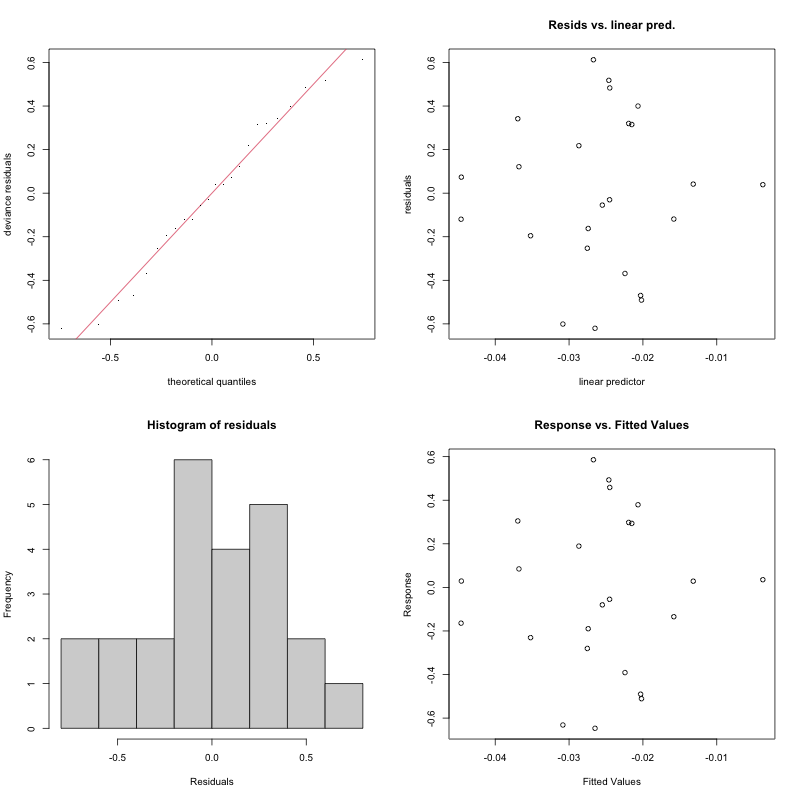 deviance residuals
0.6
0.4
0.2
0.0
-0.2
-0.4
-0.6
-0.5 0.0 0.5
theoretical quantiles
Resids vs. linear pred.
residuals
0.6
0.4
0.2
0.0
-0.2
-0.4
-0.6
-0.04 -0.03 -0.02 -0.01
linear predictor
Histogram of residuals
Frequency
6
5
4
3
2
1
0
-0.5 0.0 0.5
Residuals
Response vs. Fitted Values
Response
0.6
0.4
0.2
0.0
-0.2
-0.4
-0.6
-0.04 -0.03 -0.02 -0.01
Fitted Values